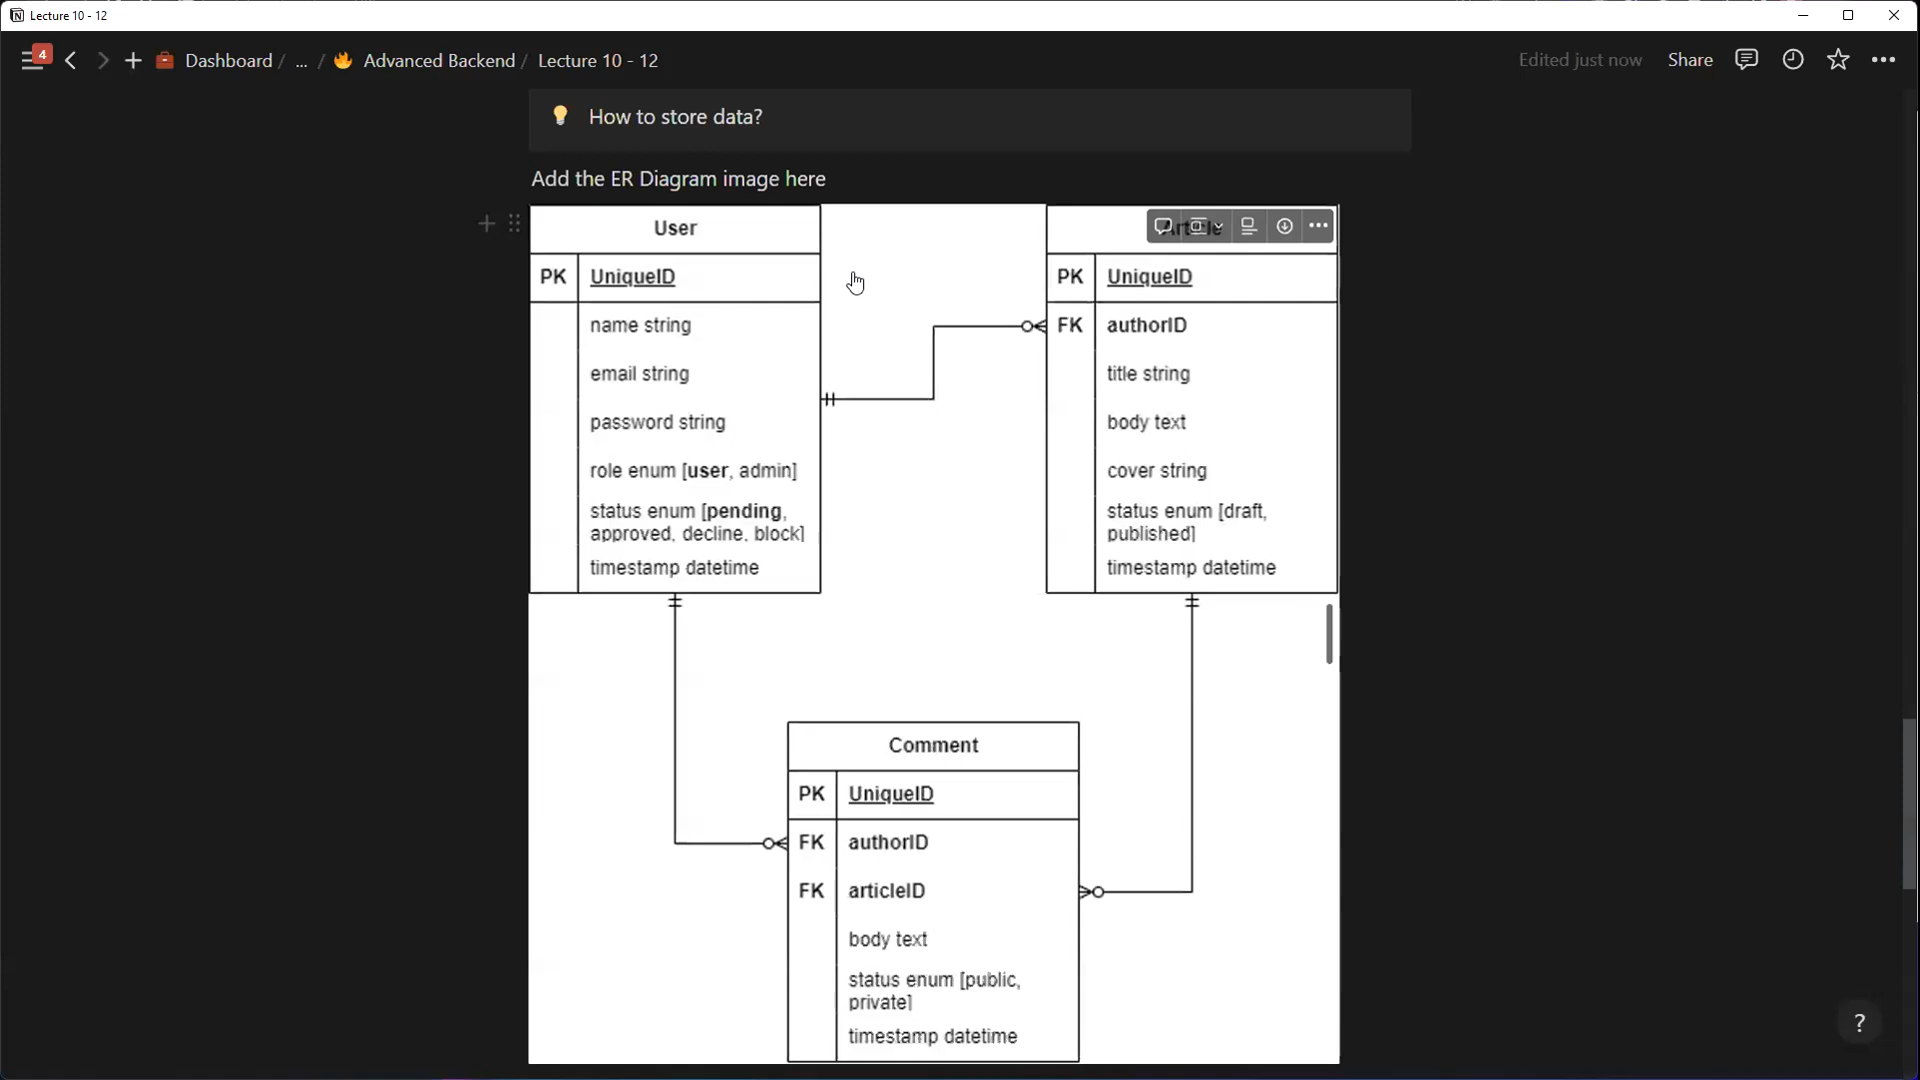 Lecture 10 - 12
4
Dashboard / ... / Advanced Backend / Lecture 10 - 12
Edited just now
Share
How to store data?
Add the ER Diagram image here
User
PK UniqueID
name string
email string
password string
role enum [user, admin]
status enum [pending,
approved, decline, block]
timestamp datetime
Article
PK UniqueID
FK authorID
title string
body text
cover string
status enum [draft,
published]
timestamp datetime
Comment
PK UniqueID
FK authorID
FK articleID
body text
status enum [public,
private]
timestamp datetime
?